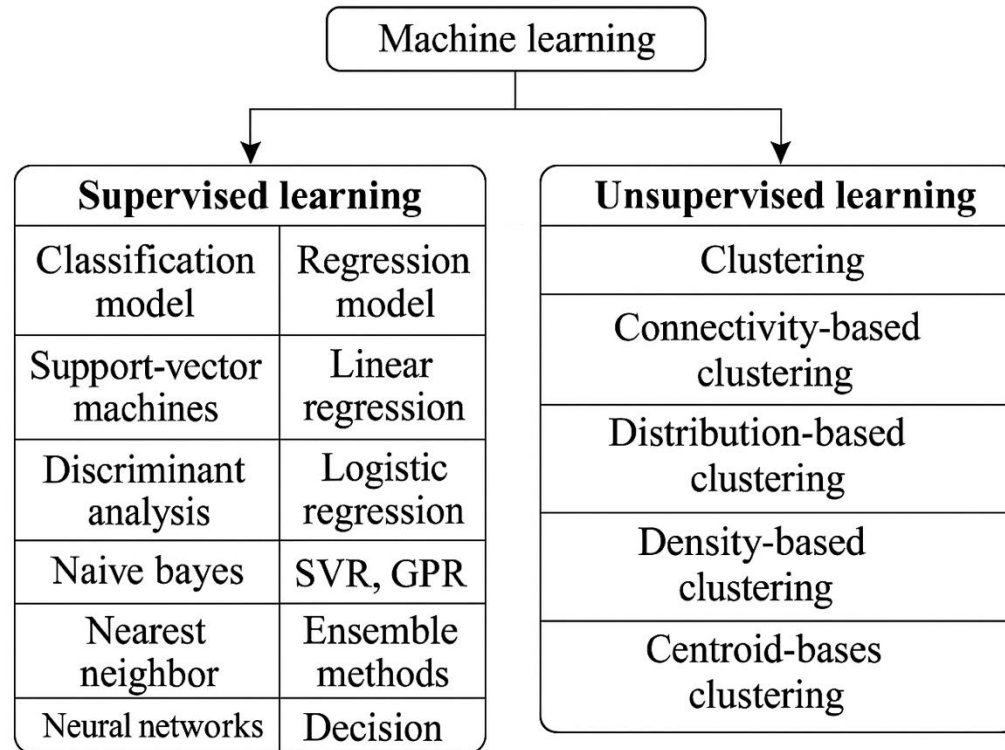 Machine learning
Supervised learning
Classification
model
Regression
model
Support-vector
machines
Linear
regression
Discriminant
analysis
Logistic
regression
Naive bayes
SVR, GPR
Nearest
neighbor
Ensemble
methods
Neural networks
Decision
Unsupervised learning
Clustering
Connectivity-based
clustering
Distribution-based
clustering
Density-based
clustering
Centroid-bases
clustering